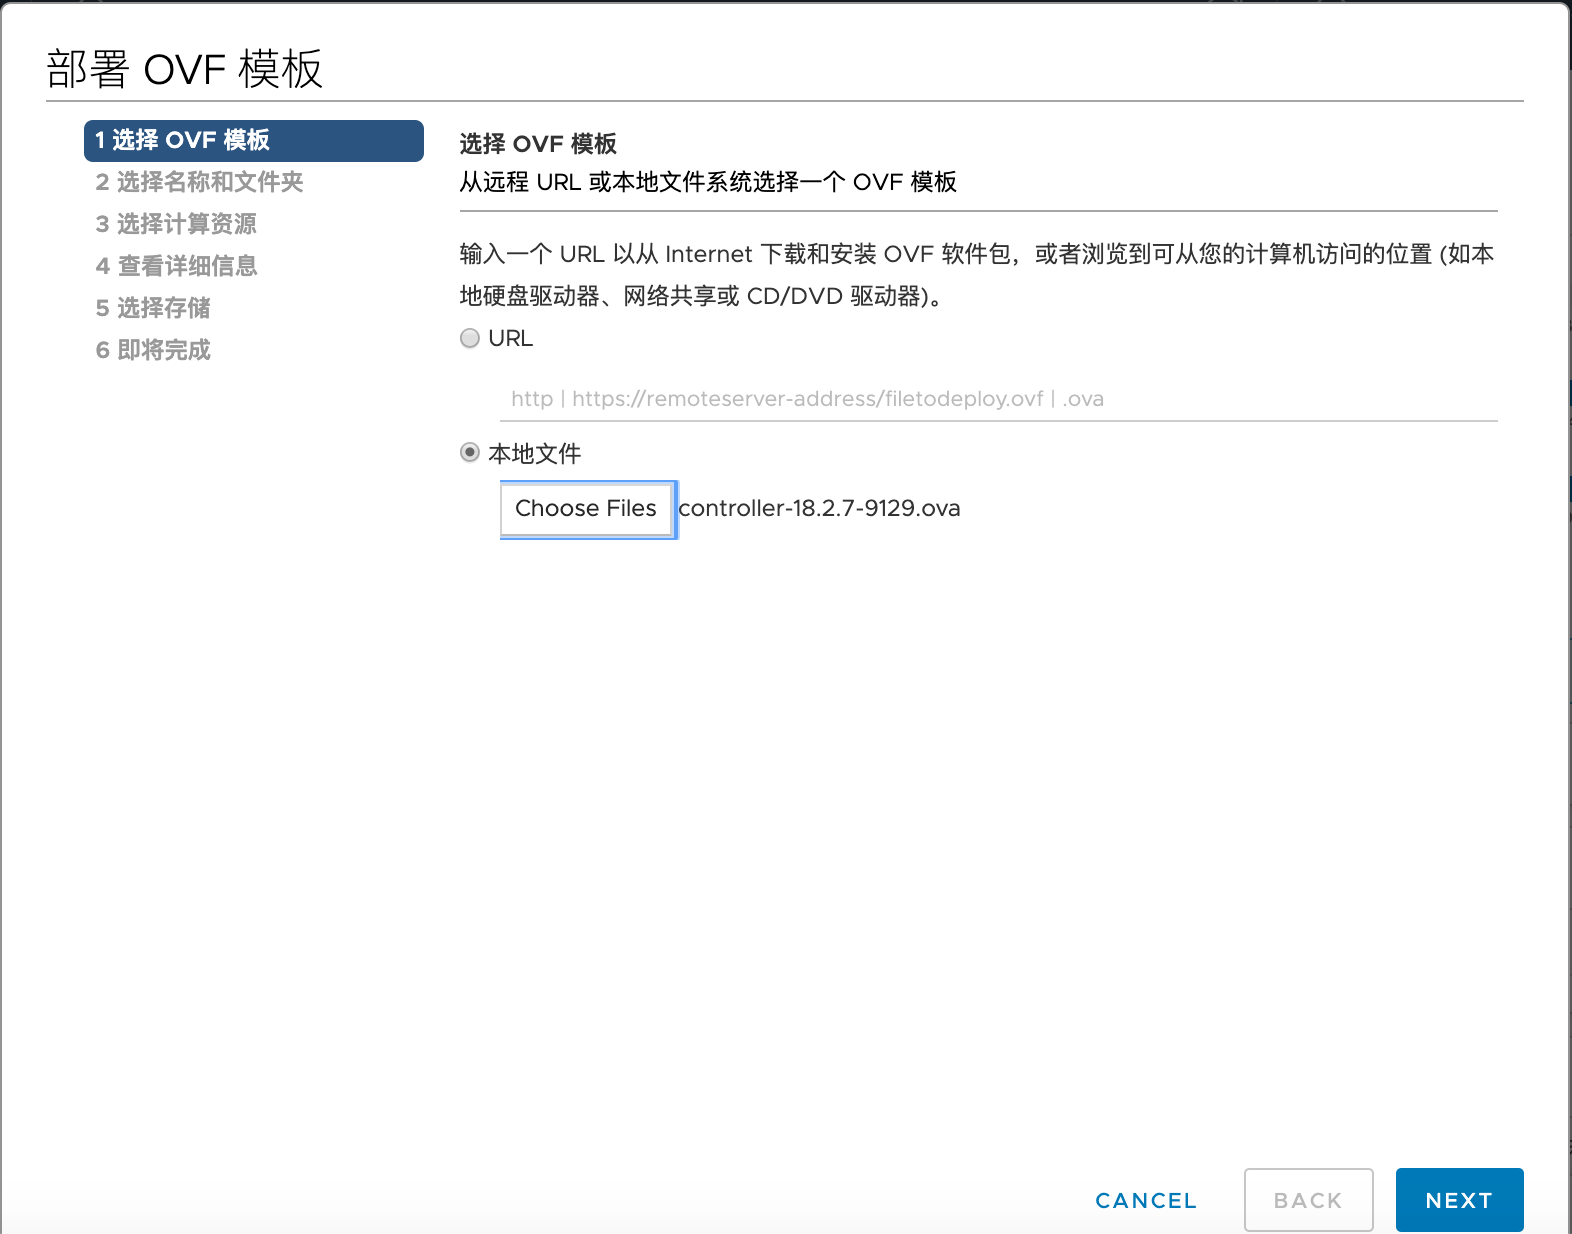 部署 OVF 模板
1 选择 OVF 模板
2 选择名称和文件夹
3 选择计算资源
4 查看详细信息
5 选择存储
6 即将完成
选择 OVF 模板
从远程 URL 或本地文件系统选择一个 OVF 模板
输入一个 URL 以从 Internet 下载和安装 OVF 软件包，或者浏览到可从您的计算机访问的位置 (如本
地硬盘驱动器、网络共享或 CD/DVD 驱动器)。
URL
http | https://remoteserver-address/filetodeploy.ovf | .ova
本地文件
Choose Files controller-18.2.7-9129.ova
CANCEL
BACK
NEXT